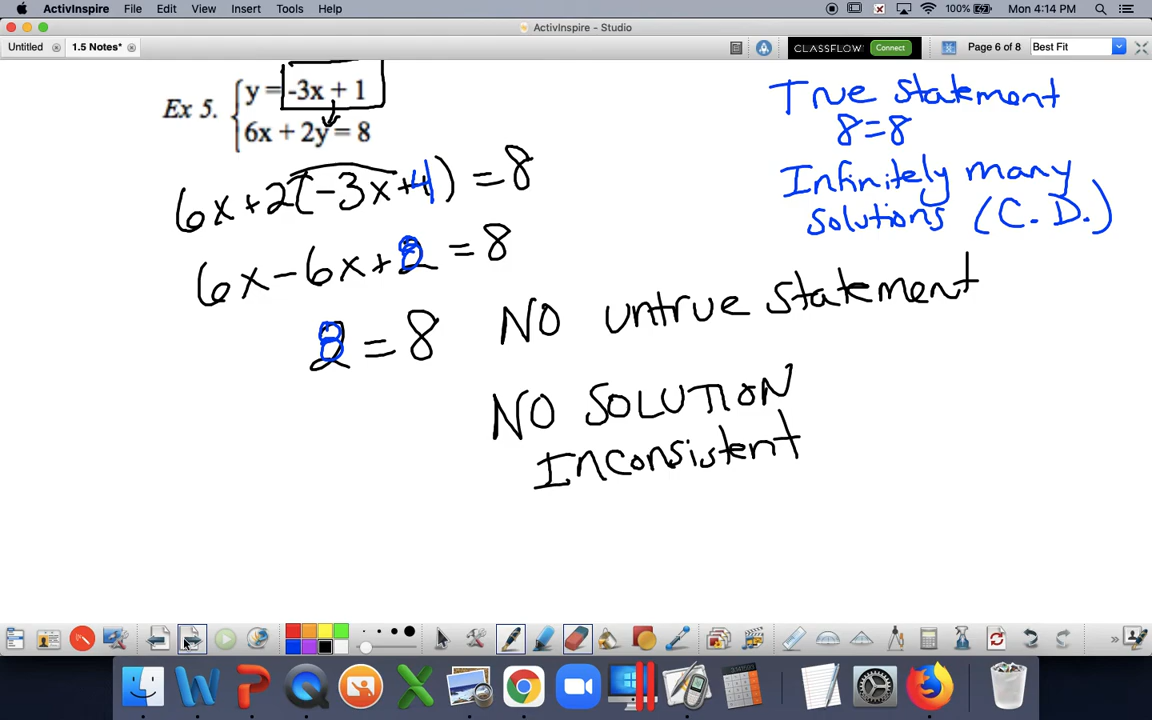 ActivInspire File Edit View Insert Tools Help 100% Mon 4:14 PM
ActivInspire - Studio
Untitled 1.5 Notes* CLASSFLOW Connect Page 6 of 8 Best Fit
Ex 5. y = -3x + 1
6x + 2y = 8
6x+2(-3x+4) =8
6x-6x+8 =8
8 = 8
NO untrue statement
NO SOLUTION
Inconsistent
True statement
8=8
Infinitely many
solutions (C.D.)